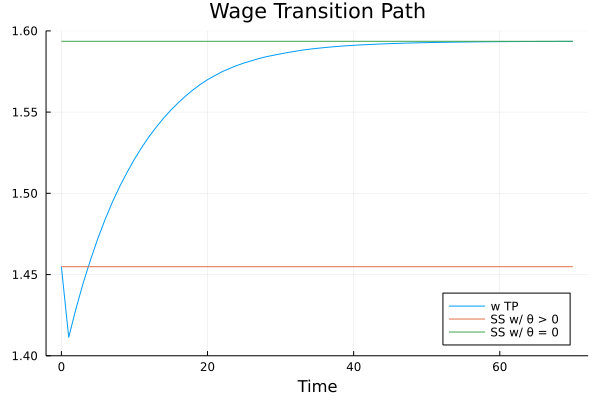 Wage Transition Path
1.60
1.55
1.50
1.45
1.40
w TP
SS w/ θ > 0
SS w/ θ = 0
0
20
40
60
Time